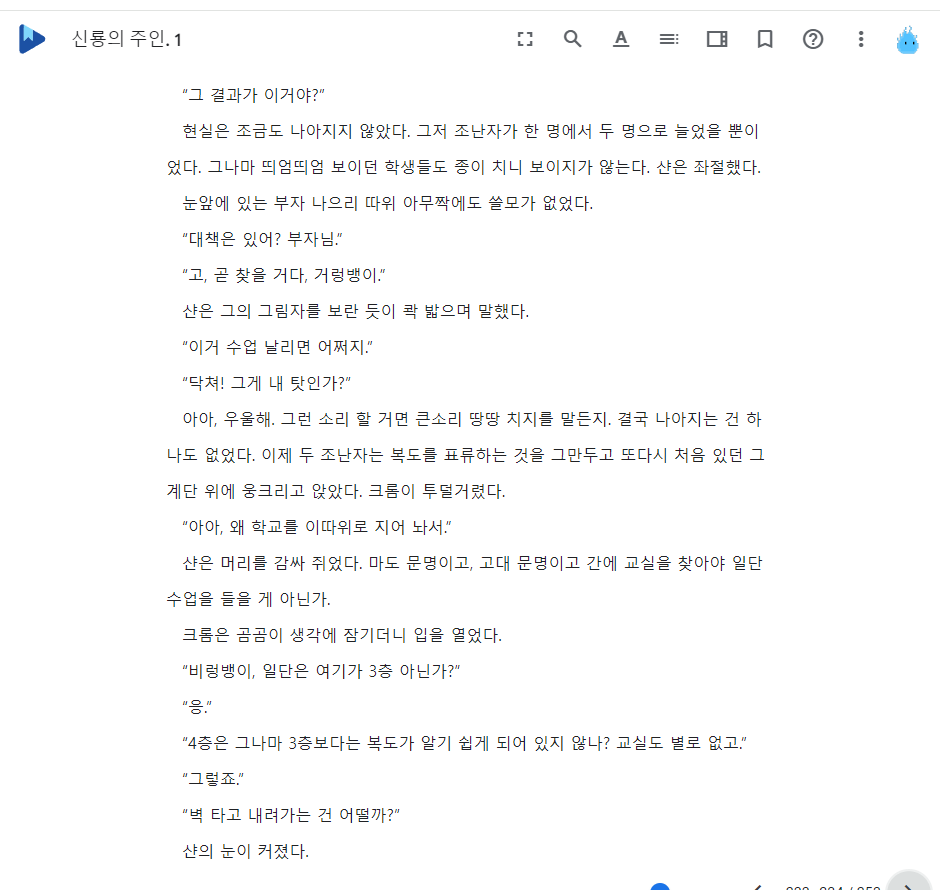 신룡의 주인. 1
“그 결과가 이거야?”
현실은 조금도 나아지지 않았다. 그저 조난자가 한 명에서 두 명으로 늘었을 뿐이
었다. 그나마 띄엄띄엄 보이던 학생들도 종이 치니 보이지가 않는다. 샨은 좌절했다.
눈앞에 있는 부자 나으리 따위 아무짝에도 쓸모가 없었다.
“대책은 있어? 부자님.”
“고, 곧 찾을 거다, 거렁뱅이.”
샨은 그의 그림자를 보란 듯이 콱 밟으며 말했다.
“이거 수업 날리면 어쩌지.”
“닥쳐! 그게 내 탓인가?”
아아, 우울해. 그런 소리 할 거면 큰소리 땅땅 치지를 말든지. 결국 나아지는 건 하
나도 없었다. 이제 두 조난자는 복도를 표류하는 것을 그만두고 또다시 처음 있던 그
계단 위에 웅크리고 앉았다. 크롬이 투덜거렸다.
“아아, 왜 학교를 이따위로 지어 놔서.”
샨은 머리를 감싸 쥐었다. 마도 문명이고, 고대 문명이고 간에 교실을 찾아야 일단
수업을 들을 게 아닌가.
크롬은 곰곰이 생각에 잠기더니 입을 열었다.
“비렁뱅이, 일단은 여기가 3층 아닌가?”
“응.”
“4층은 그나마 3층보다는 복도가 알기 쉽게 되어 있지 않나? 교실도 별로 없고.”
“그렇죠.”
“벽 타고 내려가는 건 어떨까?”
샨의 눈이 커졌다.